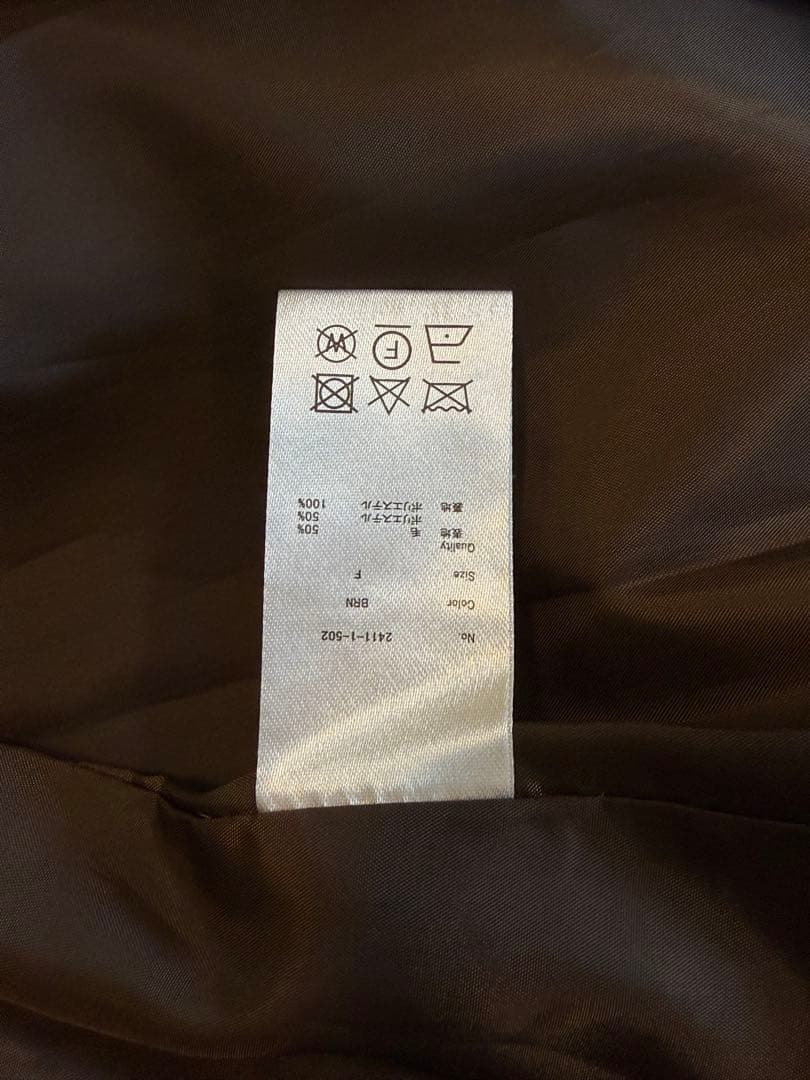 No. 2411-1-502
Color BRN
Size F
Quality
表地 毛 50%
ポリエステル 50%
裏地 ポリエステル 100%
F
W